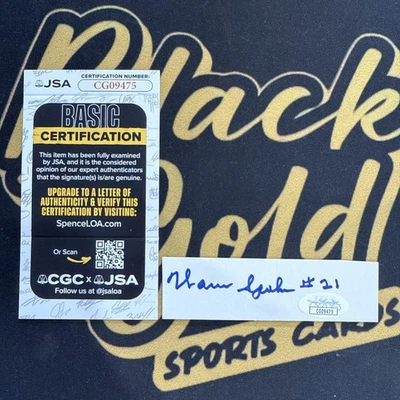 Black
Gold
SPORTS CARDS
JSA
CERTIFICATION NUMBER:
CG09475
BASIC
CERTIFICATION
This item has been fully examined
by JSA, and it is the considered
opinion of our expert authenticators
that the signature(s) is/are genuine.
UPGRADE TO A LETTER OF
AUTHENTICITY & VERIFY THIS
CERTIFICATION BY VISITING:
SpenceLOA.com
Or Scan
CGC x JSA
Follow us at @jsaloa
#21
CG09475